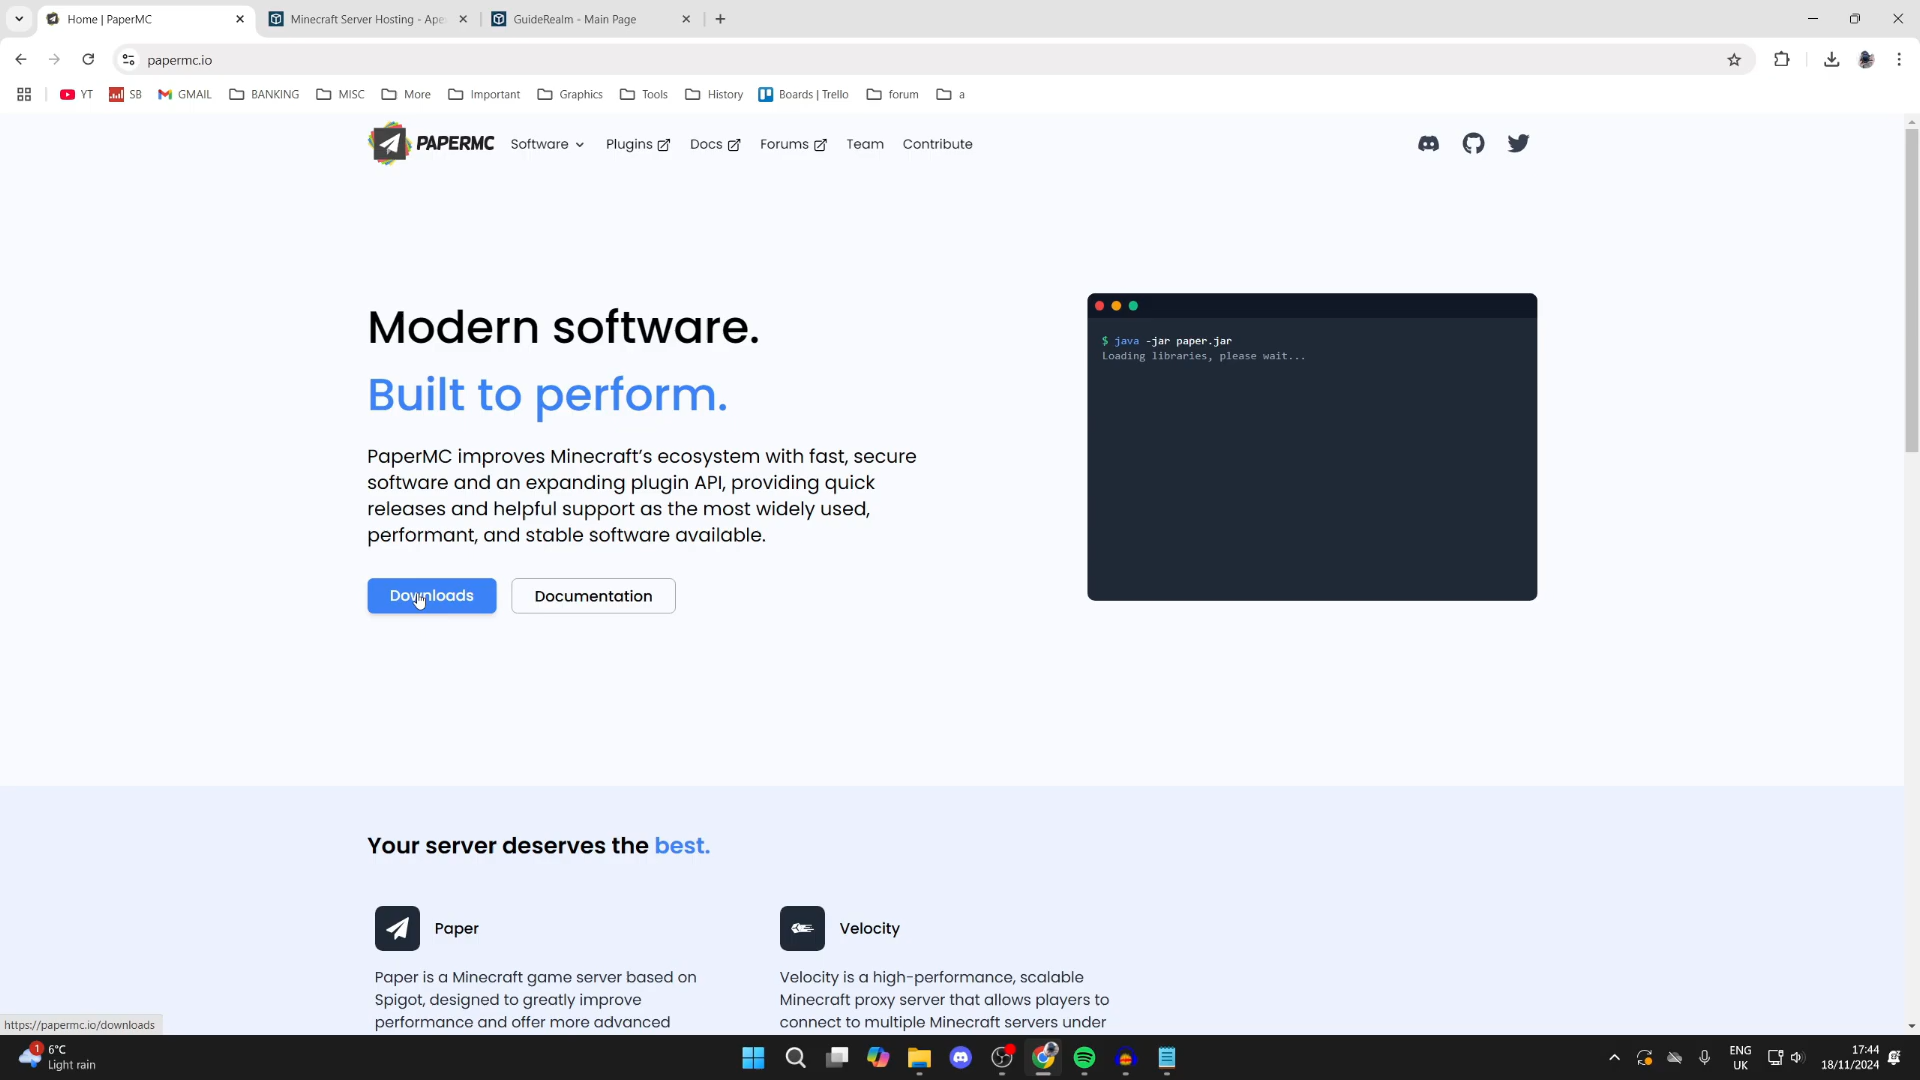 Home | PaperMC
Minecraft Server Hosting - Ape
GuideRealm - Main Page
papermc.io
YT
SB
GMAIL
BANKING
MISC
More
Important
Graphics
Tools
History
Boards | Trello
forum
a
PAPERMC
Software
Plugins
Docs
Forums
Team
Contribute
Modern software.
Built to perform.
PaperMC improves Minecraft's ecosystem with fast, secure
software and an expanding plugin API, providing quick
releases and helpful support as the most widely used,
performant, and stable software available.
Downloads
Documentation
$ java -jar paper.jar
Loading libraries, please wait...
Your server deserves the best.
Paper
Paper is a Minecraft game server based on
Spigot, designed to greatly improve
performance and offer more advanced
Velocity
Velocity is a high-performance, scalable
Minecraft proxy server that allows players to
connect to multiple Minecraft servers under
https://papermc.io/downloads
1
6°C
Light rain
ENG
UK
17:44
18/11/2024